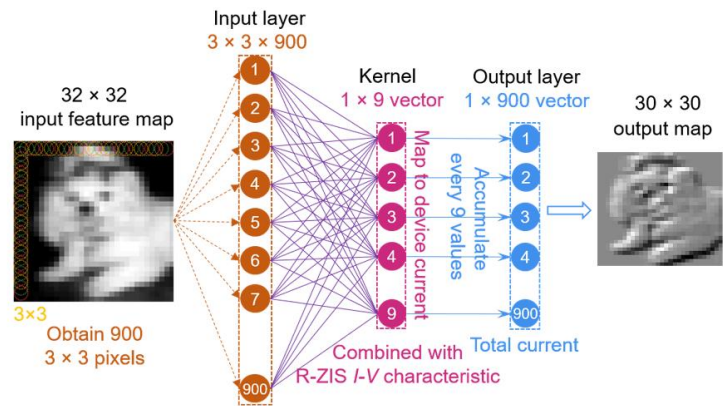 Input layer
3 × 3 × 900
32 × 32
input feature map
3×3
Obtain 900
3 × 3 pixels
1
2
3
4
5
6
7
900
Kernel
1 × 9 vector
1
2
3
4
9
Map to device current
Combined with
R-ZIS I-V characteristic
Output layer
1 × 900 vector
Accumulate
every 9 values
1
2
3
4
900
Total current
30 × 30
output map